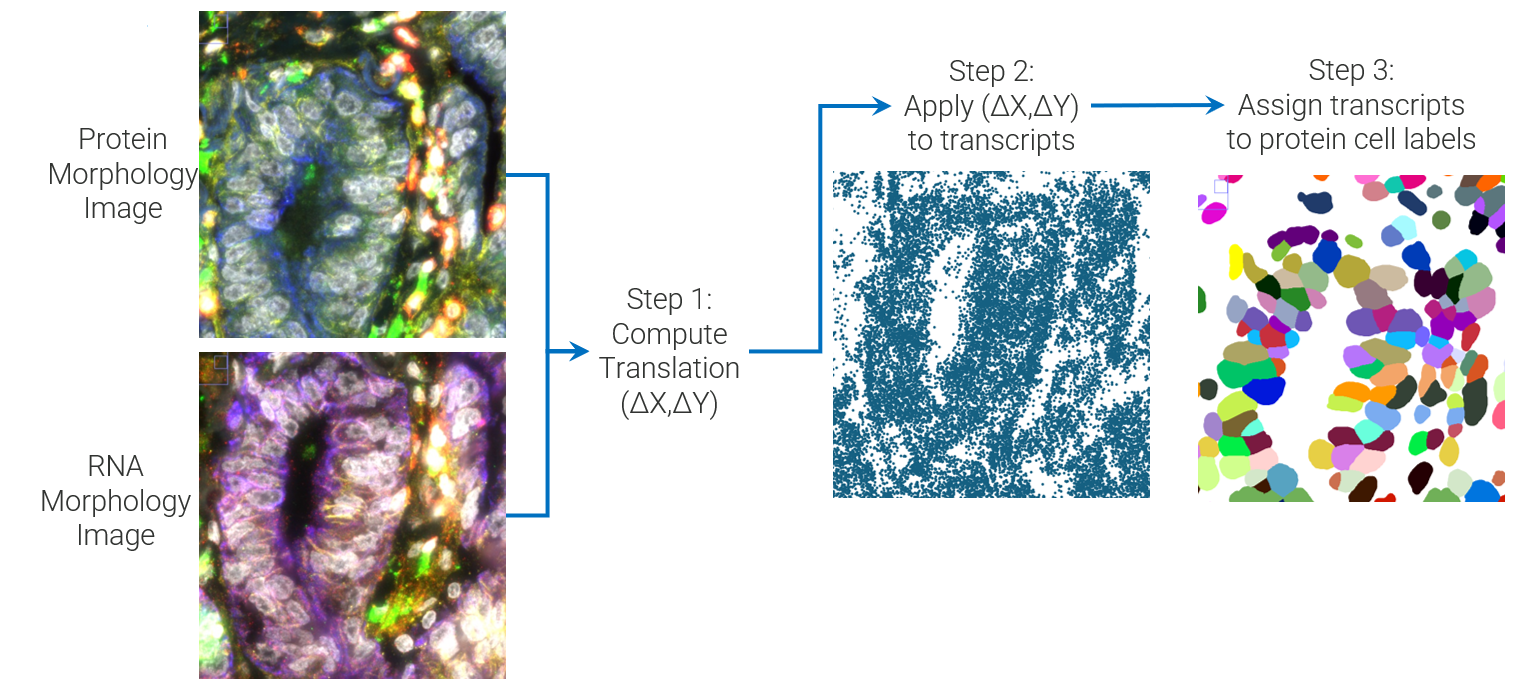 Protein
Morphology
Image
RNA
Morphology
Image
Step 1:
Compute
Translation
(ΔX,ΔY)
Step 2:
Apply (ΔX,ΔY)
to transcripts
Step 3:
Assign transcripts
to protein cell labels